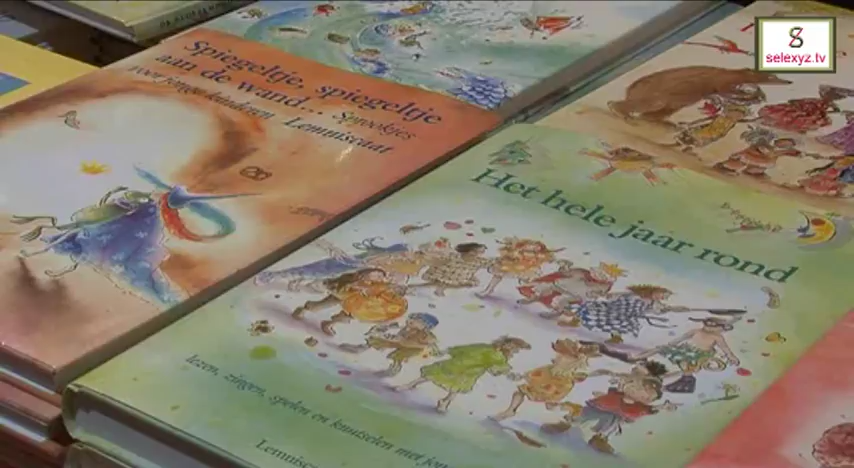 selexyz.tv
Spiegeltje, spiegeltje
aan de wand...
Sprookjes
voor jonge kinderen Lemniscaat
Het hele jaar rond
lezen, zingen, spelen en knutselen met
Lemniscaat